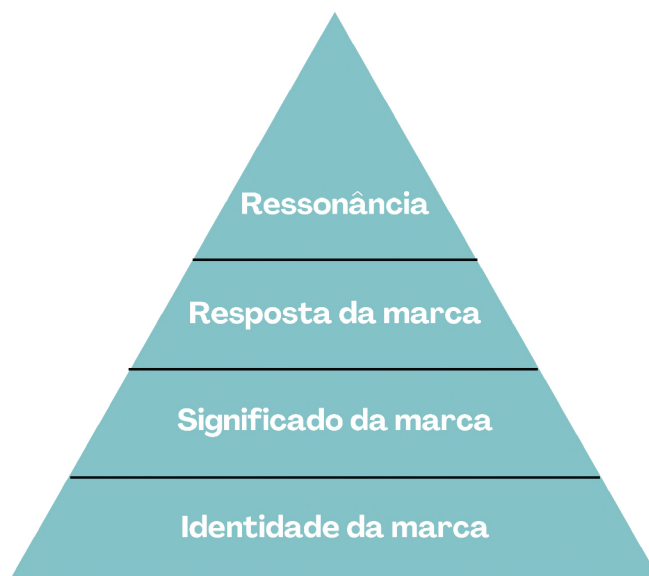 Ressonância
Resposta da marca
Significado da marca
Identidade da marca